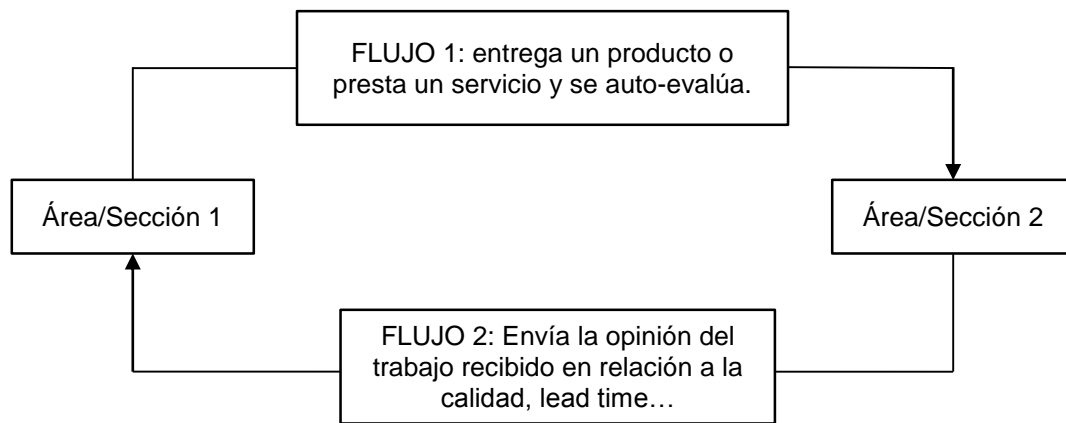 FLUJO 1: entrega un producto o
presta un servicio y se auto-evalúa.
Área/Sección 1
Área/Sección 2
FLUJO 2: Envía la opinión del
trabajo recibido en relación a la
calidad, lead time…